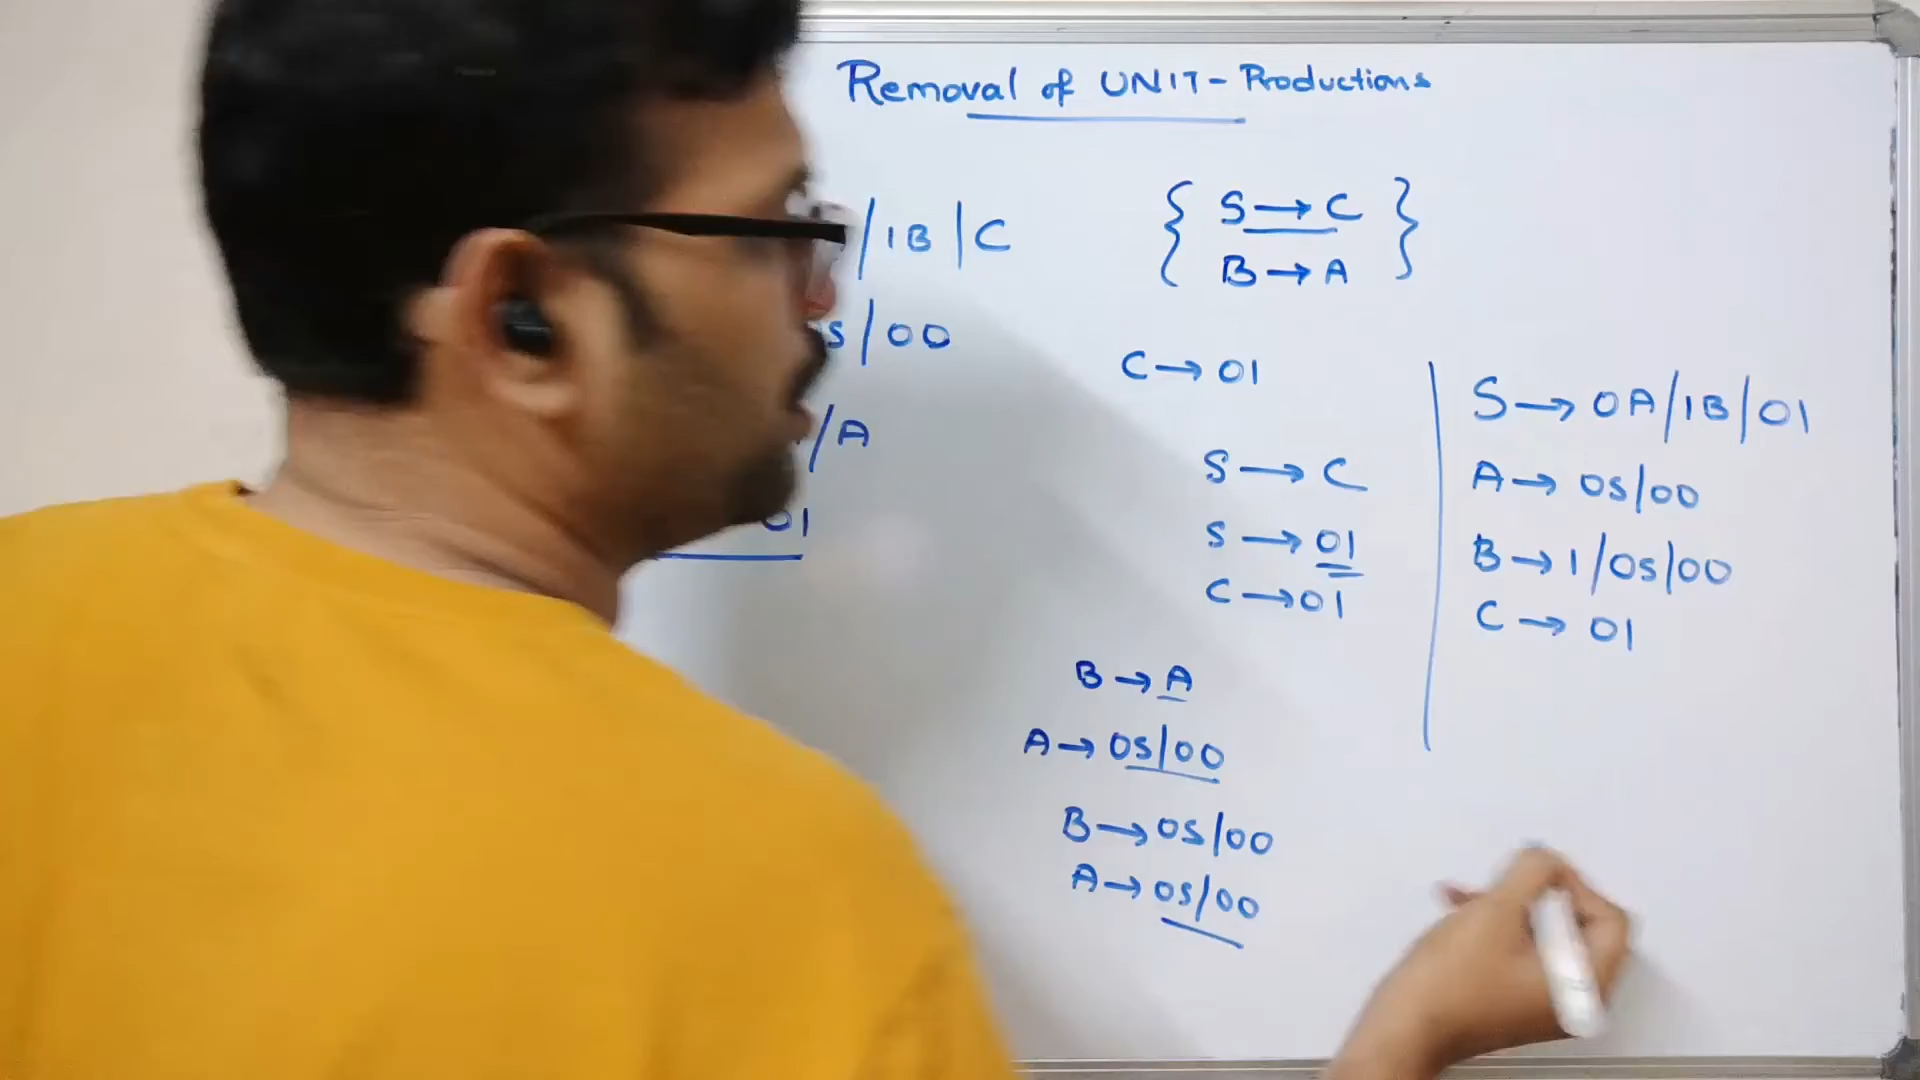 Removal of UNIT-Productions
/1B|C
S/00
/A
01
{ S→C
B→A }
C→01
S→C
S→01
C→01
B→A
A→0S/00
B→0S/00
A→0S/00
S→0A/1B/01
A→0S/00
B→1/0S/00
C→01